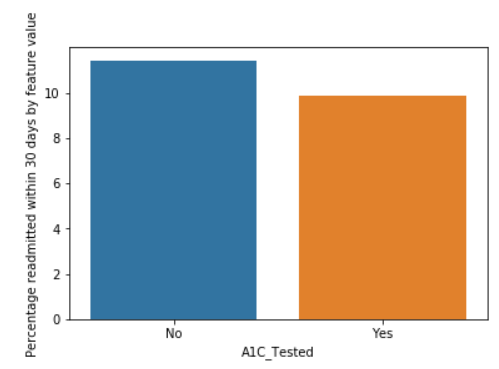 Percentage readmitted within 30 days by feature value
10
8
6
4
2
0
No Yes
A1C_Tested